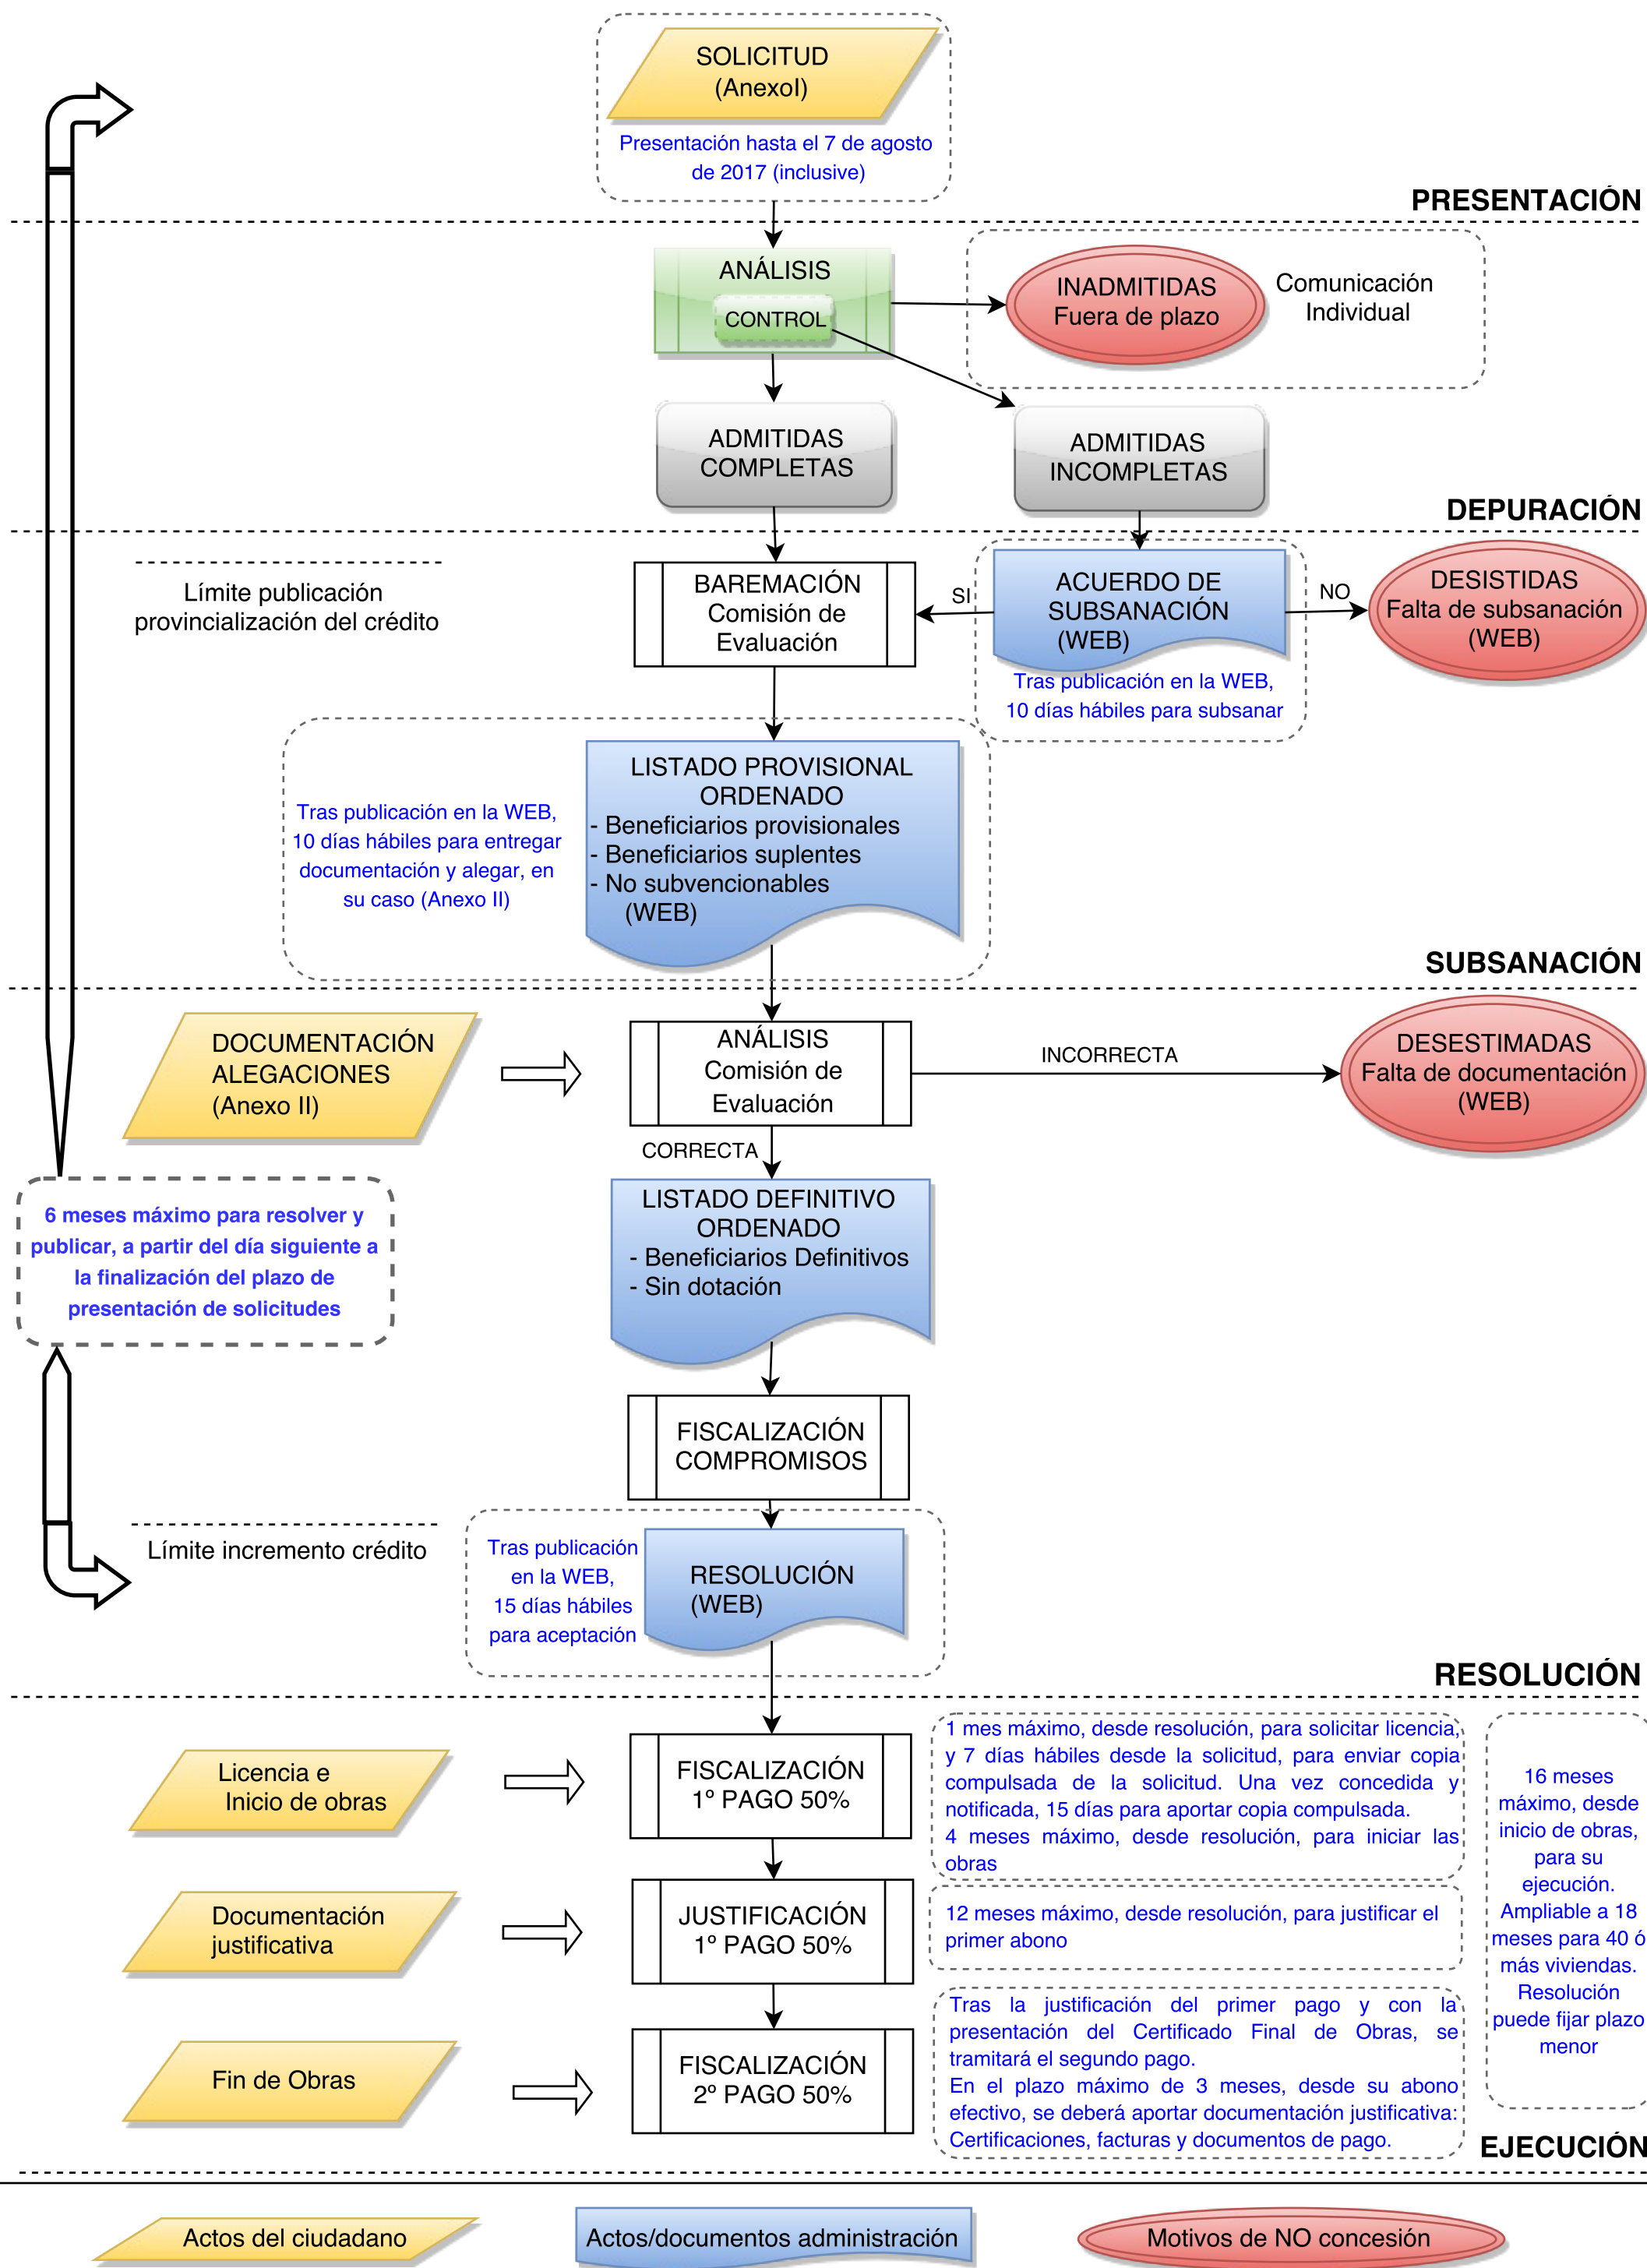 SOLICITUD
(AnexoI)
Presentación hasta el 7 de agosto
de 2017 (inclusive)
PRESENTACIÓN
ANÁLISIS
CONTROL
INADMITIDAS
Fuera de plazo
Comunicación
Individual
ADMITIDAS
COMPLETAS
ADMITIDAS
INCOMPLETAS
DEPURACIÓN
Límite publicación
provincialización del crédito
BAREMACIÓN
Comisión de
Evaluación
SI
ACUERDO DE
SUBSANACIÓN
(WEB)
NO
DESISTIDAS
Falta de subsanación
(WEB)
Tras publicación en la WEB,
10 días hábiles para subsanar
Tras publicación en la WEB,
10 días hábiles para entregar
documentación y alegar, en
su caso (Anexo II)
LISTADO PROVISIONAL
ORDENADO
- Beneficiarios provisionales
- Beneficiarios suplentes
- No subvencionables
(WEB)
SUBSANACIÓN
DOCUMENTACIÓN
ALEGACIONES
(Anexo II)
ANÁLISIS
Comisión de
Evaluación
INCORRECTA
DESESTIMADAS
Falta de documentación
(WEB)
CORRECTA
6 meses máximo para resolver y
publicar, a partir del día siguiente a
la finalización del plazo de
presentación de solicitudes
LISTADO DEFINITIVO
ORDENADO
- Beneficiarios Definitivos
- Sin dotación
FISCALIZACIÓN
COMPROMISOS
Límite incremento crédito
Tras publicación
en la WEB,
15 días hábiles
para aceptación
RESOLUCIÓN
(WEB)
RESOLUCIÓN
Licencia e
Inicio de obras
FISCALIZACIÓN
1º PAGO 50%
1 mes máximo, desde resolución, para solicitar licencia,
y 7 días hábiles desde la solicitud, para enviar copia
compulsada de la solicitud. Una vez concedida y
notificada, 15 días para aportar copia compulsada.
4 meses máximo, desde resolución, para iniciar las
obras
16 meses
máximo, desde
inicio de obras,
para su
ejecución.
Ampliable a 18
meses para 40 ó
más viviendas.
Resolución
puede fijar plazo
menor
Documentación
justificativa
JUSTIFICACIÓN
1º PAGO 50%
12 meses máximo, desde resolución, para justificar el
primer abono
Fin de Obras
FISCALIZACIÓN
2º PAGO 50%
Tras la justificación del primer pago y con la
presentación del Certificado Final de Obras, se
tramitará el segundo pago.
En el plazo máximo de 3 meses, desde su abono
efectivo, se deberá aportar documentación justificativa:
Certificaciones, facturas y documentos de pago.
EJECUCIÓN
Actos del ciudadano
Actos/documentos administración
Motivos de NO concesión